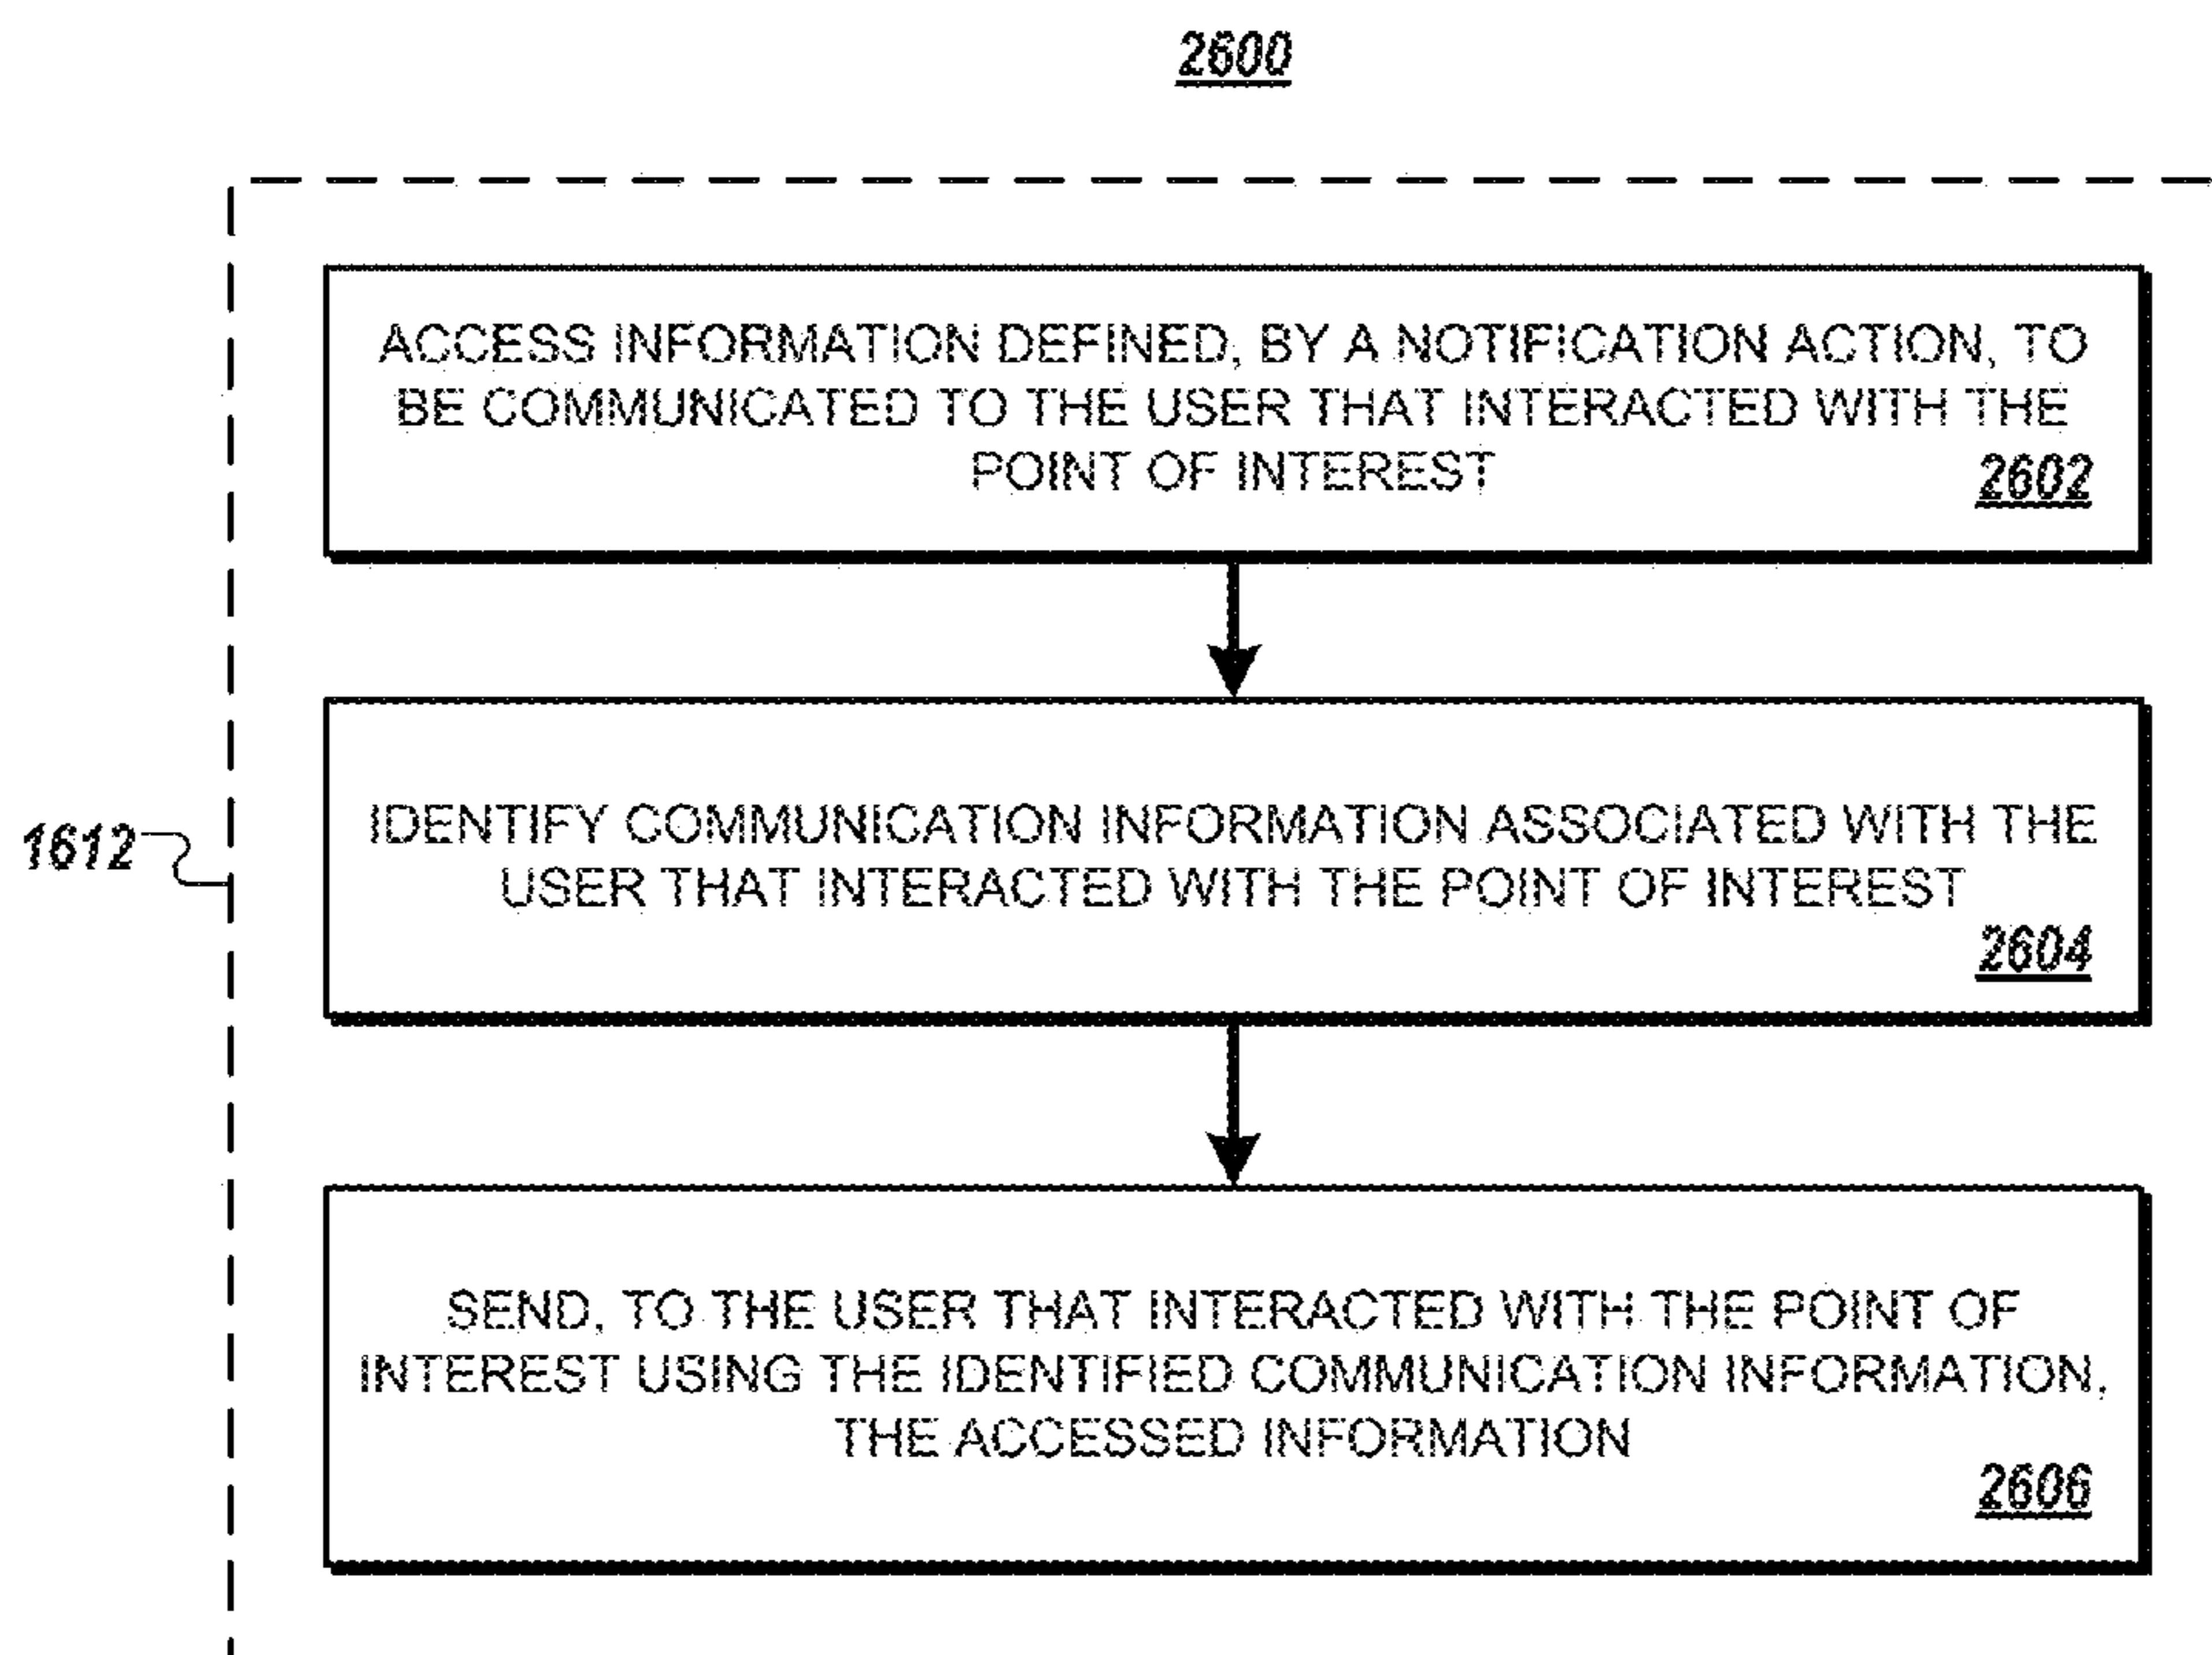 2600
ACCESS INFORMATION DEFINED, BY A NOTIFICATION ACTION, TO
BE COMMUNICATED TO THE USER THAT INTERACTED WITH THE
POINT OF INTEREST
2602
IDENTIFY COMMUNICATION INFORMATION ASSOCIATED WITH THE
USER THAT INTERACTED WITH THE POINT OF INTEREST
2604
1612
SEND, TO THE USER THAT INTERACTED WITH THE POINT OF
INTEREST USING THE IDENTIFIED COMMUNICATION INFORMATION,
THE ACCESSED INFORMATION
2606